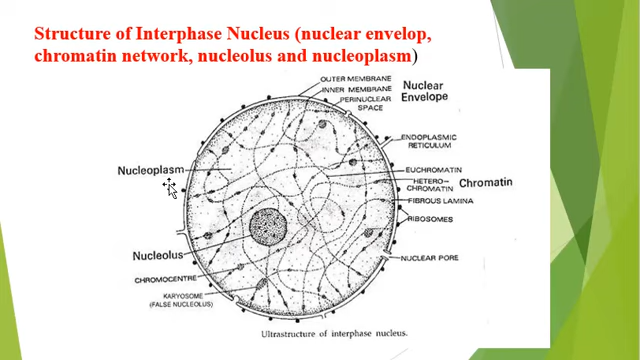 Structure of Interphase Nucleus (nuclear envelop,
chromatin network, nucleolus and nucleoplasm)
OUTER MEMBRANE
INNER MEMBRANE
PERINUCLEAR
SPACE
Nuclear
Envelope
ENDOPLASMIC
RETICULUM
Nucleoplasm
EUCHROMATIN
HETERO-
CHROMATIN
Chromatin
FIBROUS LAMINA
RIBOSOMES
Nucleolus
NUCLEAR PORE
CHROMOCENTRE
KARYOSOME
(FALSE NUCLEOLUS)
Ultrastructure of interphase nucleus.